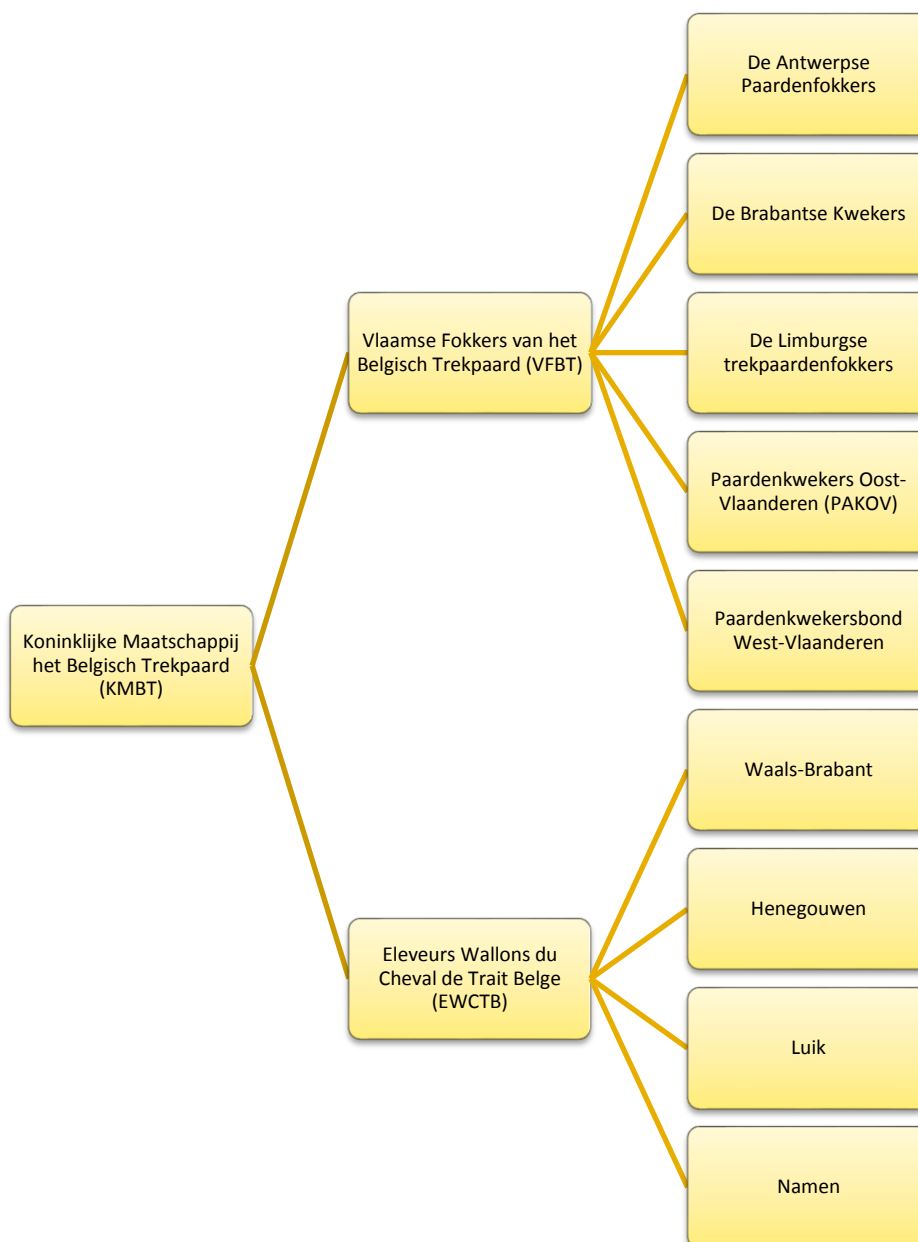 De Antwerpse
Paardenfokkers
De Brabantse Kwekers
Vlaamse Fokkers van het
Belgisch Trekpaard (VFBT)
De Limburgse
trekpaardenfokkers
Paardenkwekers Oost-
Vlaanderen (PAKOV)
Paardenkwekersbond
West-Vlaanderen
Koninklijke Maatschappij
het Belgisch Trekpaard
(KMBT)
Waals-Brabant
Henegouwen
Eleveurs Wallons du
Cheval de Trait Belge
(EWCTB)
Luik
Namen